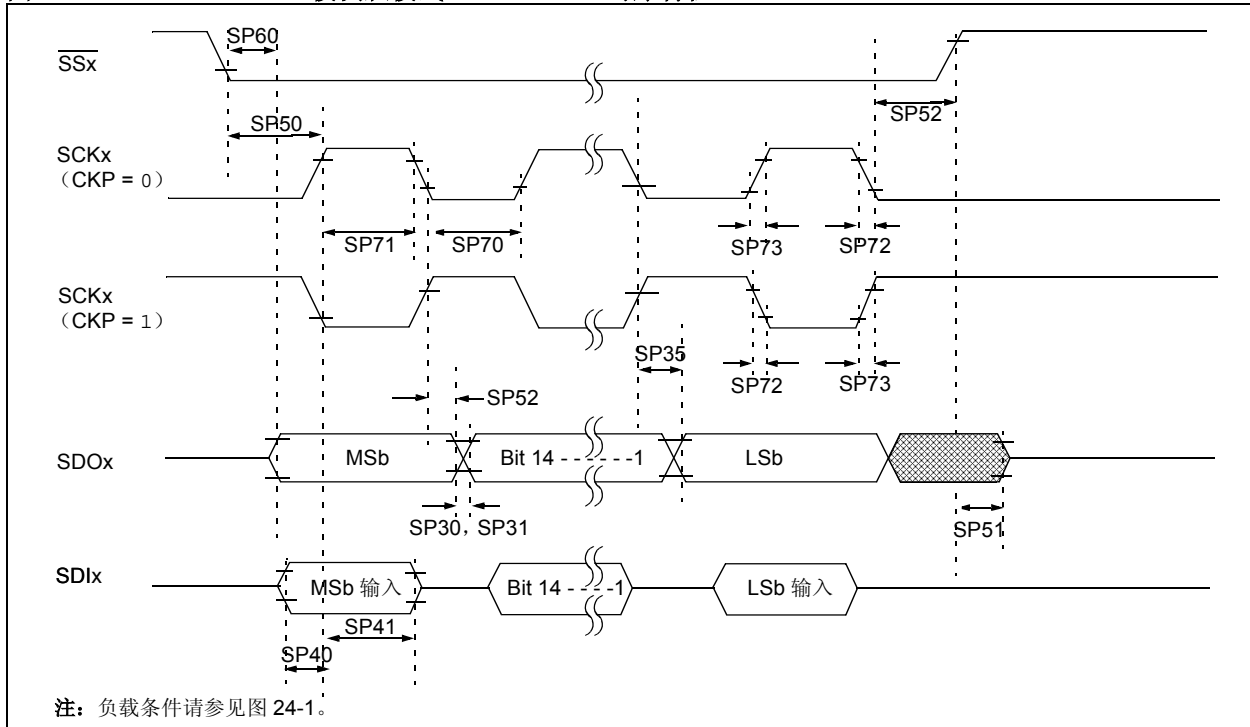 SP60
SSx
SP52
SP50
SCKx
（CKP = 0）
SP71
SP70
SP73
SP72
SCKx
（CKP = 1）
SP35
SP72
SP73
SP52
SDOx
MSb
Bit 14 - - - - - -1
LSb
SP30，SP31
SP51
SDIx
MSb 输入
Bit 14 - - - -1
LSb 输入
SP41
SP40
注：负载条件请参见图 24-1。